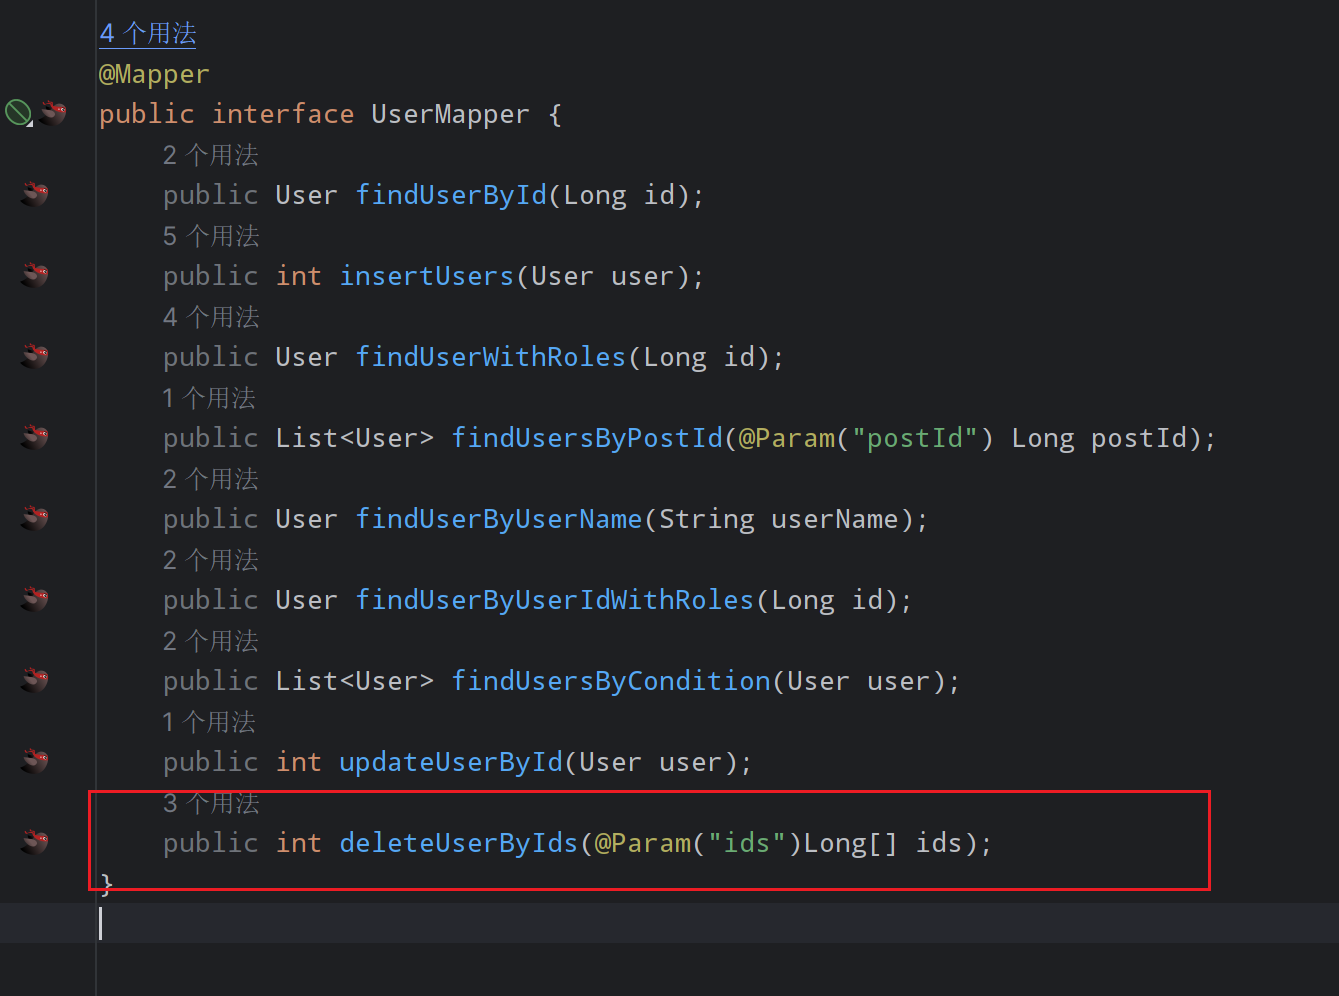 4 个用法
@Mapper
public interface UserMapper {
2 个用法
public User findUserById(Long id);
5 个用法
public int insertUsers(User user);
4 个用法
public User findUserWithRoles(Long id);
1 个用法
public List<User> findUsersByPostId(@Param("postId") Long postId);
2 个用法
public User findUserByUserName(String userName);
2 个用法
public User findUserByUserIdWithRoles(Long id);
2 个用法
public List<User> findUsersByCondition(User user);
1 个用法
public int updateUserById(User user);
3 个用法
public int deleteUserByIds(@Param("ids")Long[] ids);
}